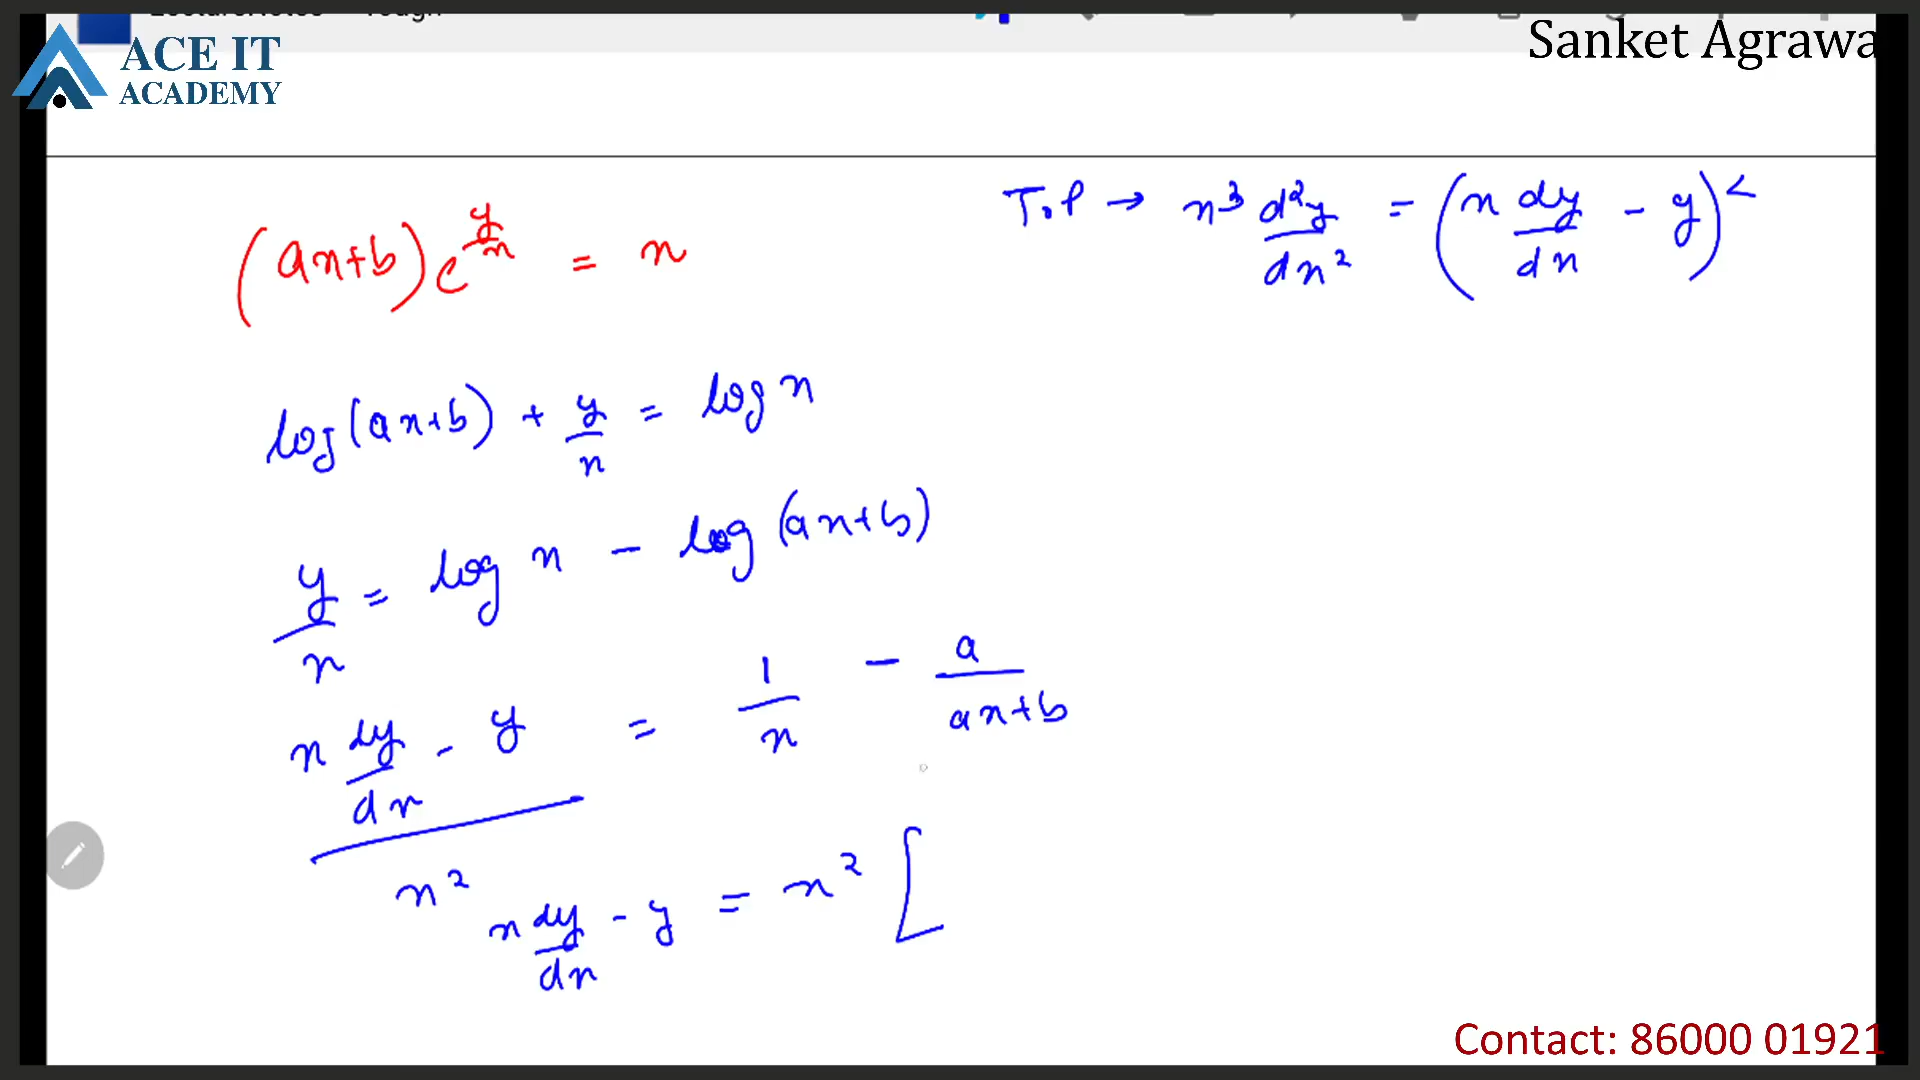 ACE IT
ACADEMY
Sanket Agrawa
(ax+b) e^(y/x) = x
T.P → x³ d²y/dx² = (x dy/dx - y)²
log(ax+b) + y/x = log x
y/x = log x - log(ax+b)
(x dy/dx - y)/x² = 1/x - a/(ax+b)
x dy/dx - y = x² [
Contact: 86000 01921